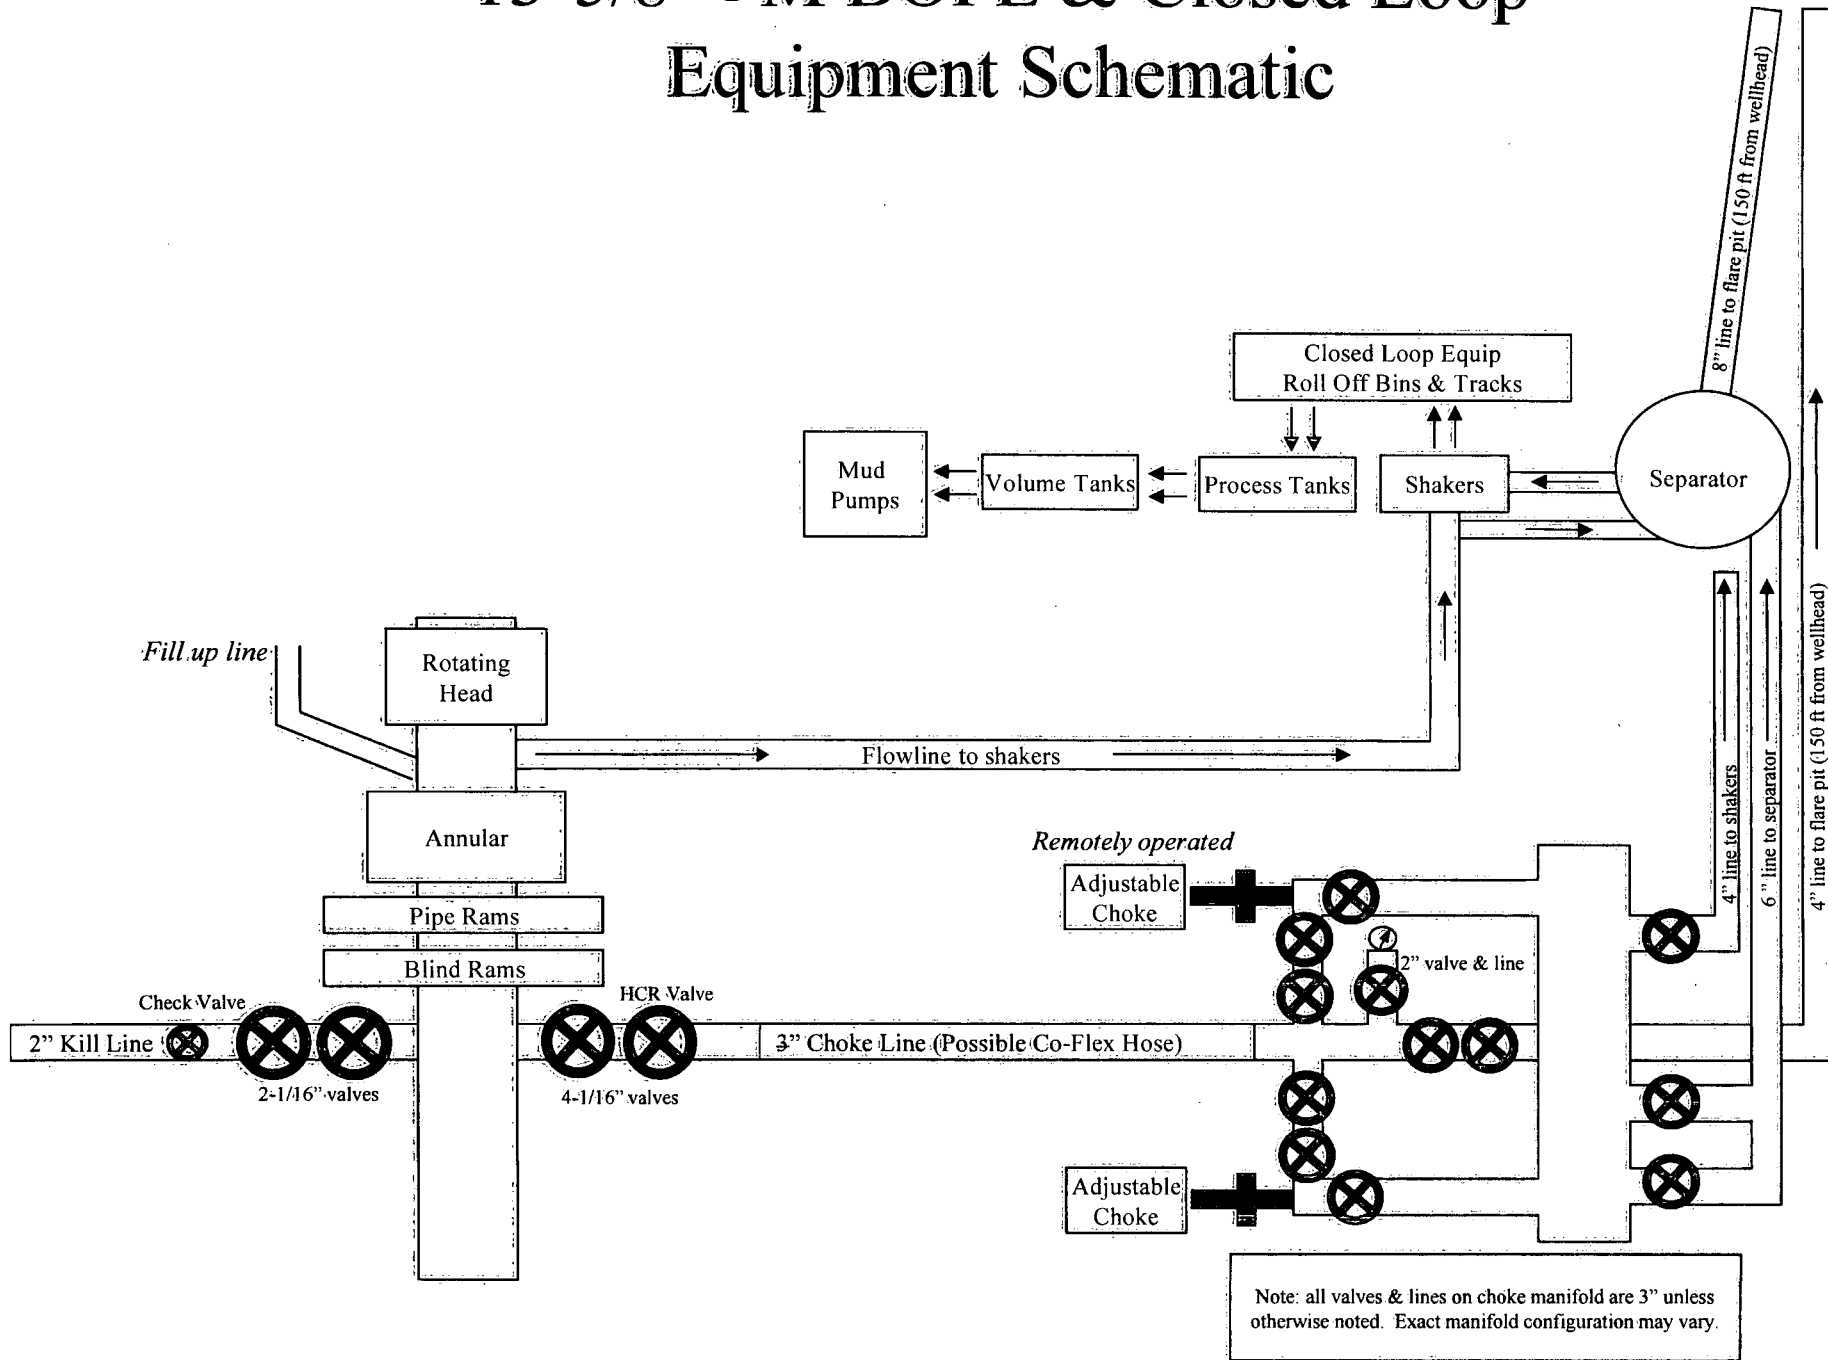 Equipment Schematic
8” line to flare pit (150 ft from wellhead)
Closed Loop Equip
Roll Off Bins & Tracks
Mud
Pumps
Volume Tanks
Process Tanks
Shakers
Separator
Fill up line
Rotating
Head
Flowline to shakers
Annular
Pipe Rams
Blind Rams
Remotely operated
Adjustable
Choke
4” line to shakers
6” line to separator
4” line to flare pit (150 ft from wellhead)
2” valve & line
Check Valve
HCR Valve
2” Kill Line
3” Choke Line (Possible Co-Flex Hose)
2-1/16” valves
4-1/16” valves
Adjustable
Choke
Note: all valves & lines on choke manifold are 3” unless
otherwise noted. Exact manifold configuration may vary.